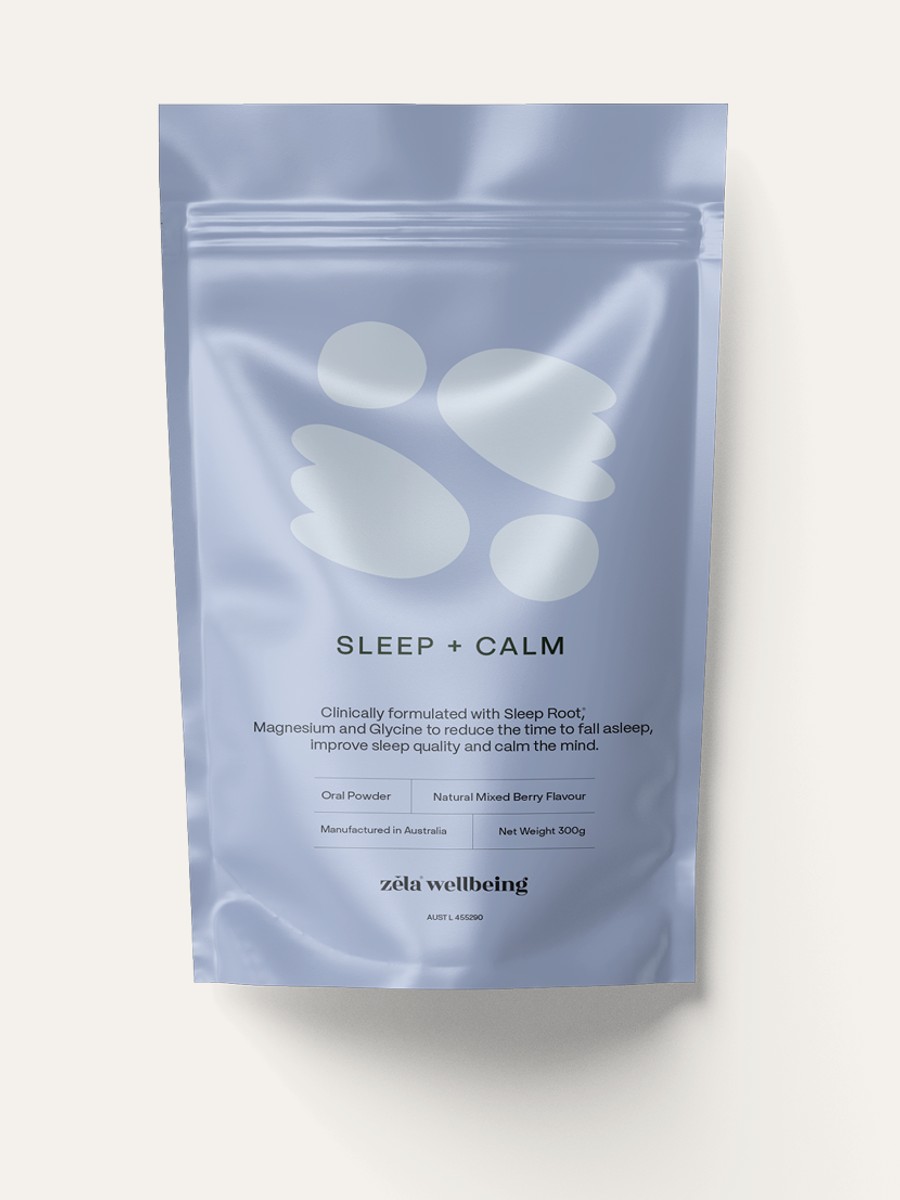 SLEEP + CALM
Clinically formulated with Sleep Root,®
Magnesium and Glycine to reduce the time to fall asleep,
improve sleep quality and calm the mind.
Oral Powder
Natural Mixed Berry Flavour
Manufactured in Australia
Net Weight 300g
zĕla® wellbeing
AUST L 455290